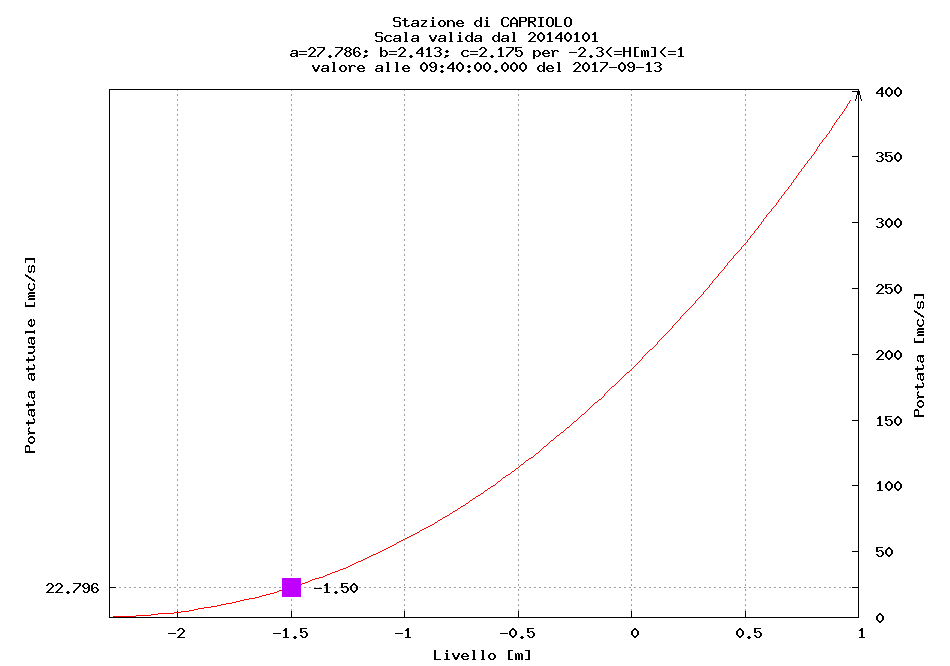 Stazione di CAPRIOLO
Scala valida dal 20140101
a=27.786; b=2.413; c=2.175 per -2.3<=H[m]<=1
valore alle 09:40:00.000 del 2017-09-13
400
350
300
250
200
150
100
50
0
Portata [mc/s]
Portata attuale [mc/s]
22.796
-1.50
-2
-1.5
-1
-0.5
0
0.5
1
Livello [m]